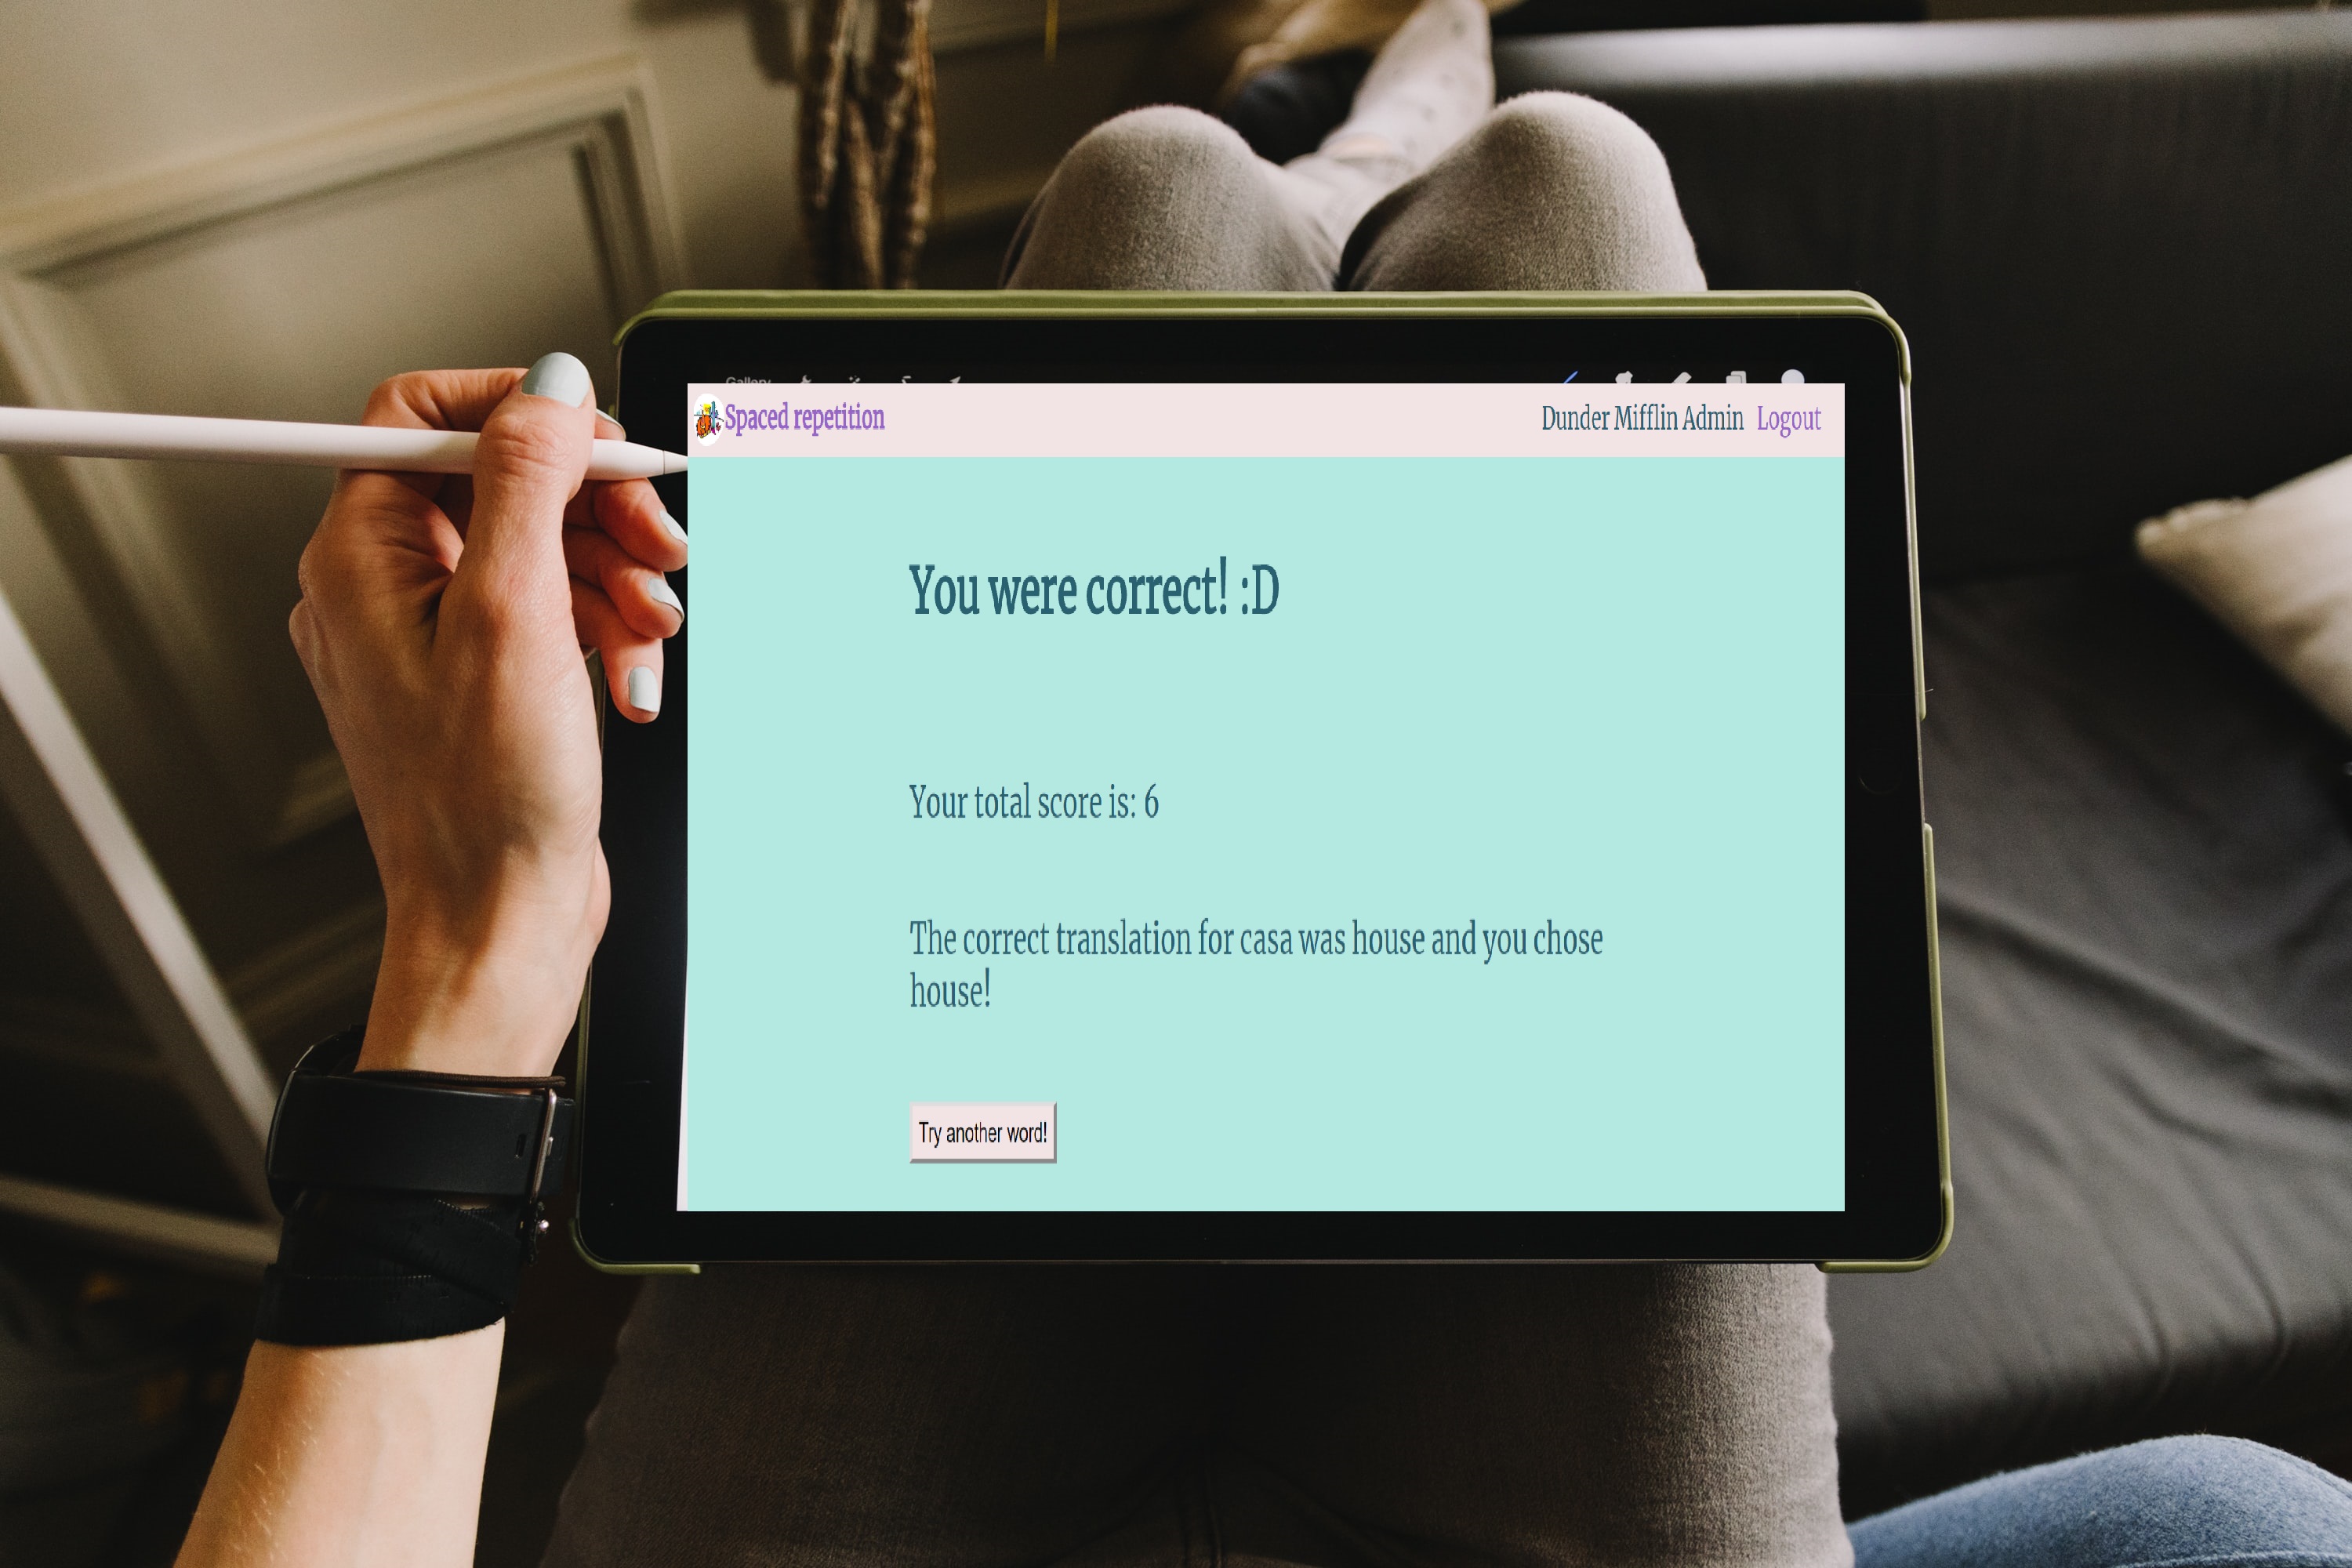 Gallery
Spaced repetition
Dunder Mifflin Admin Logout
You were correct! :D
Your total score is: 6
The correct translation for casa was house and you chose
house!
Try another word!